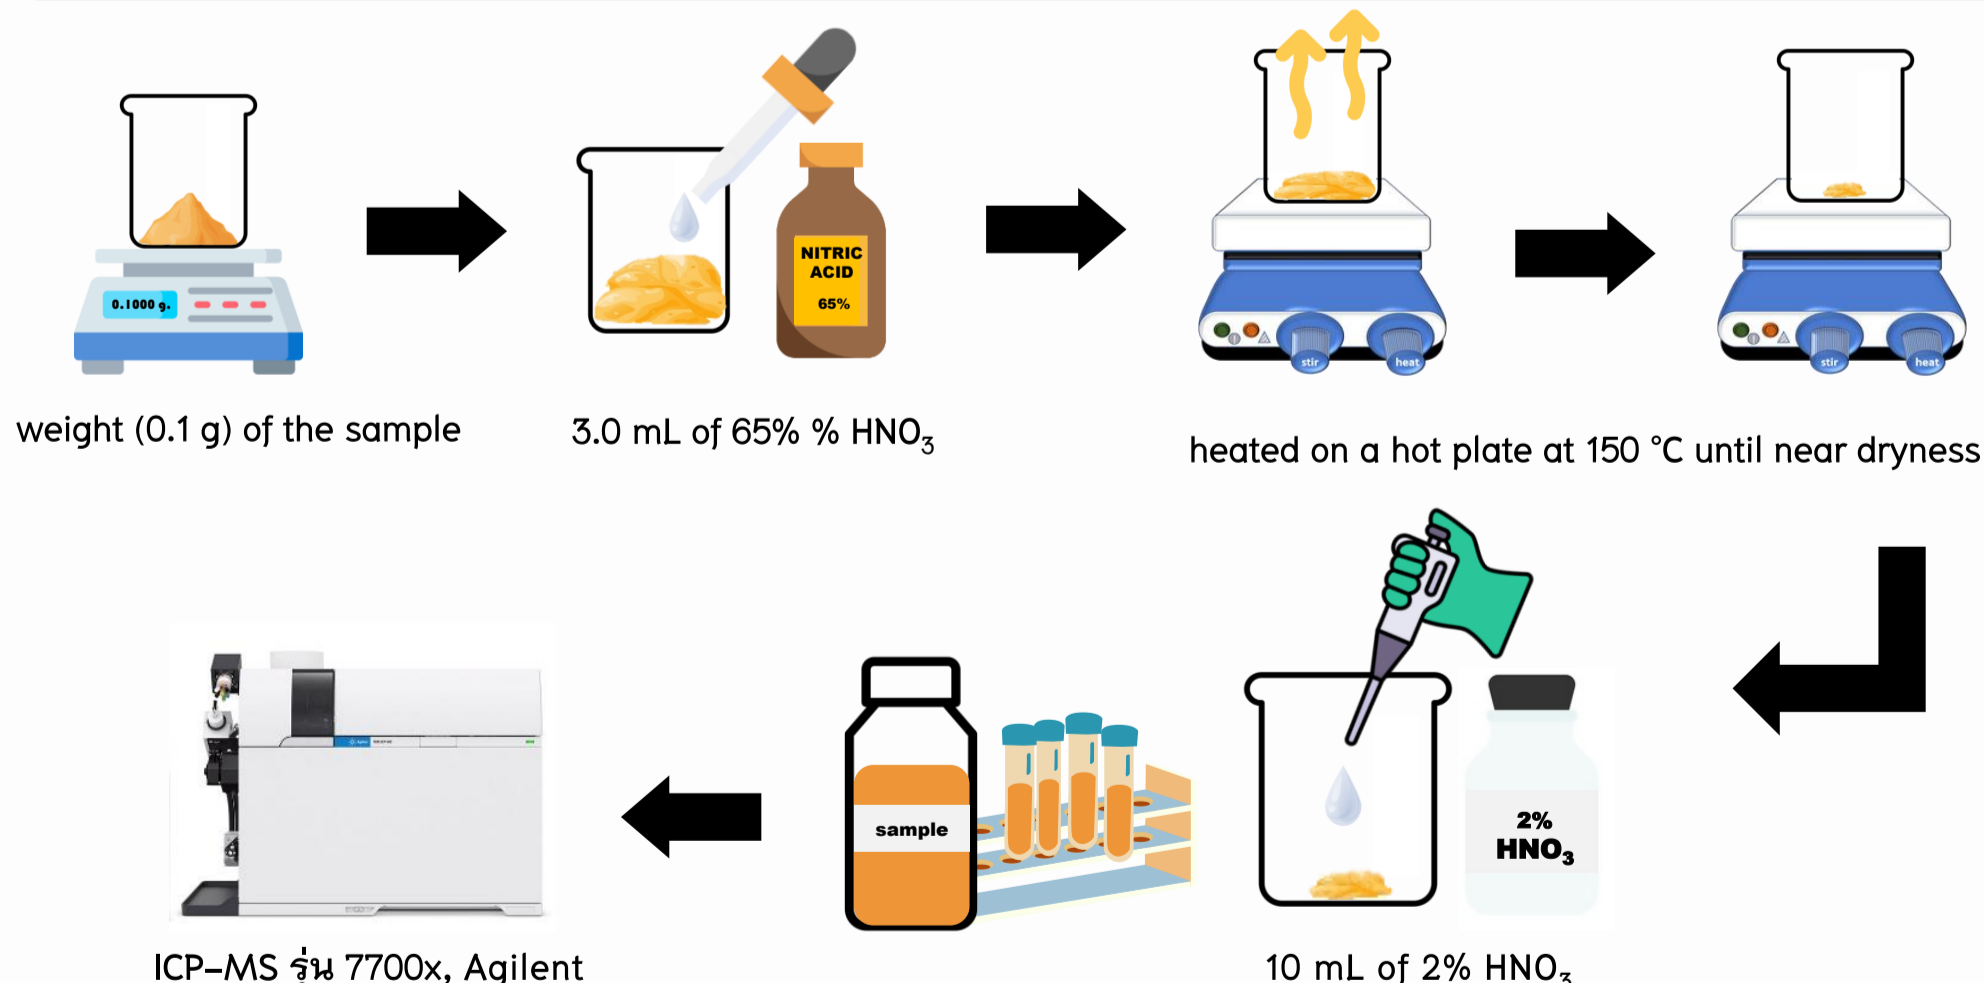 0.1000 g.
weight (0.1 g) of the sample
NITRIC
ACID
65%
3.0 mL of 65% % HNO₃
stir
heat
stir
heat
heated on a hot plate at 150 °C until near dryness
2%
HNO₃
10 mL of 2% HNO₃
sample
Agilent
ICP–MS รุ่น 7700x, Agilent